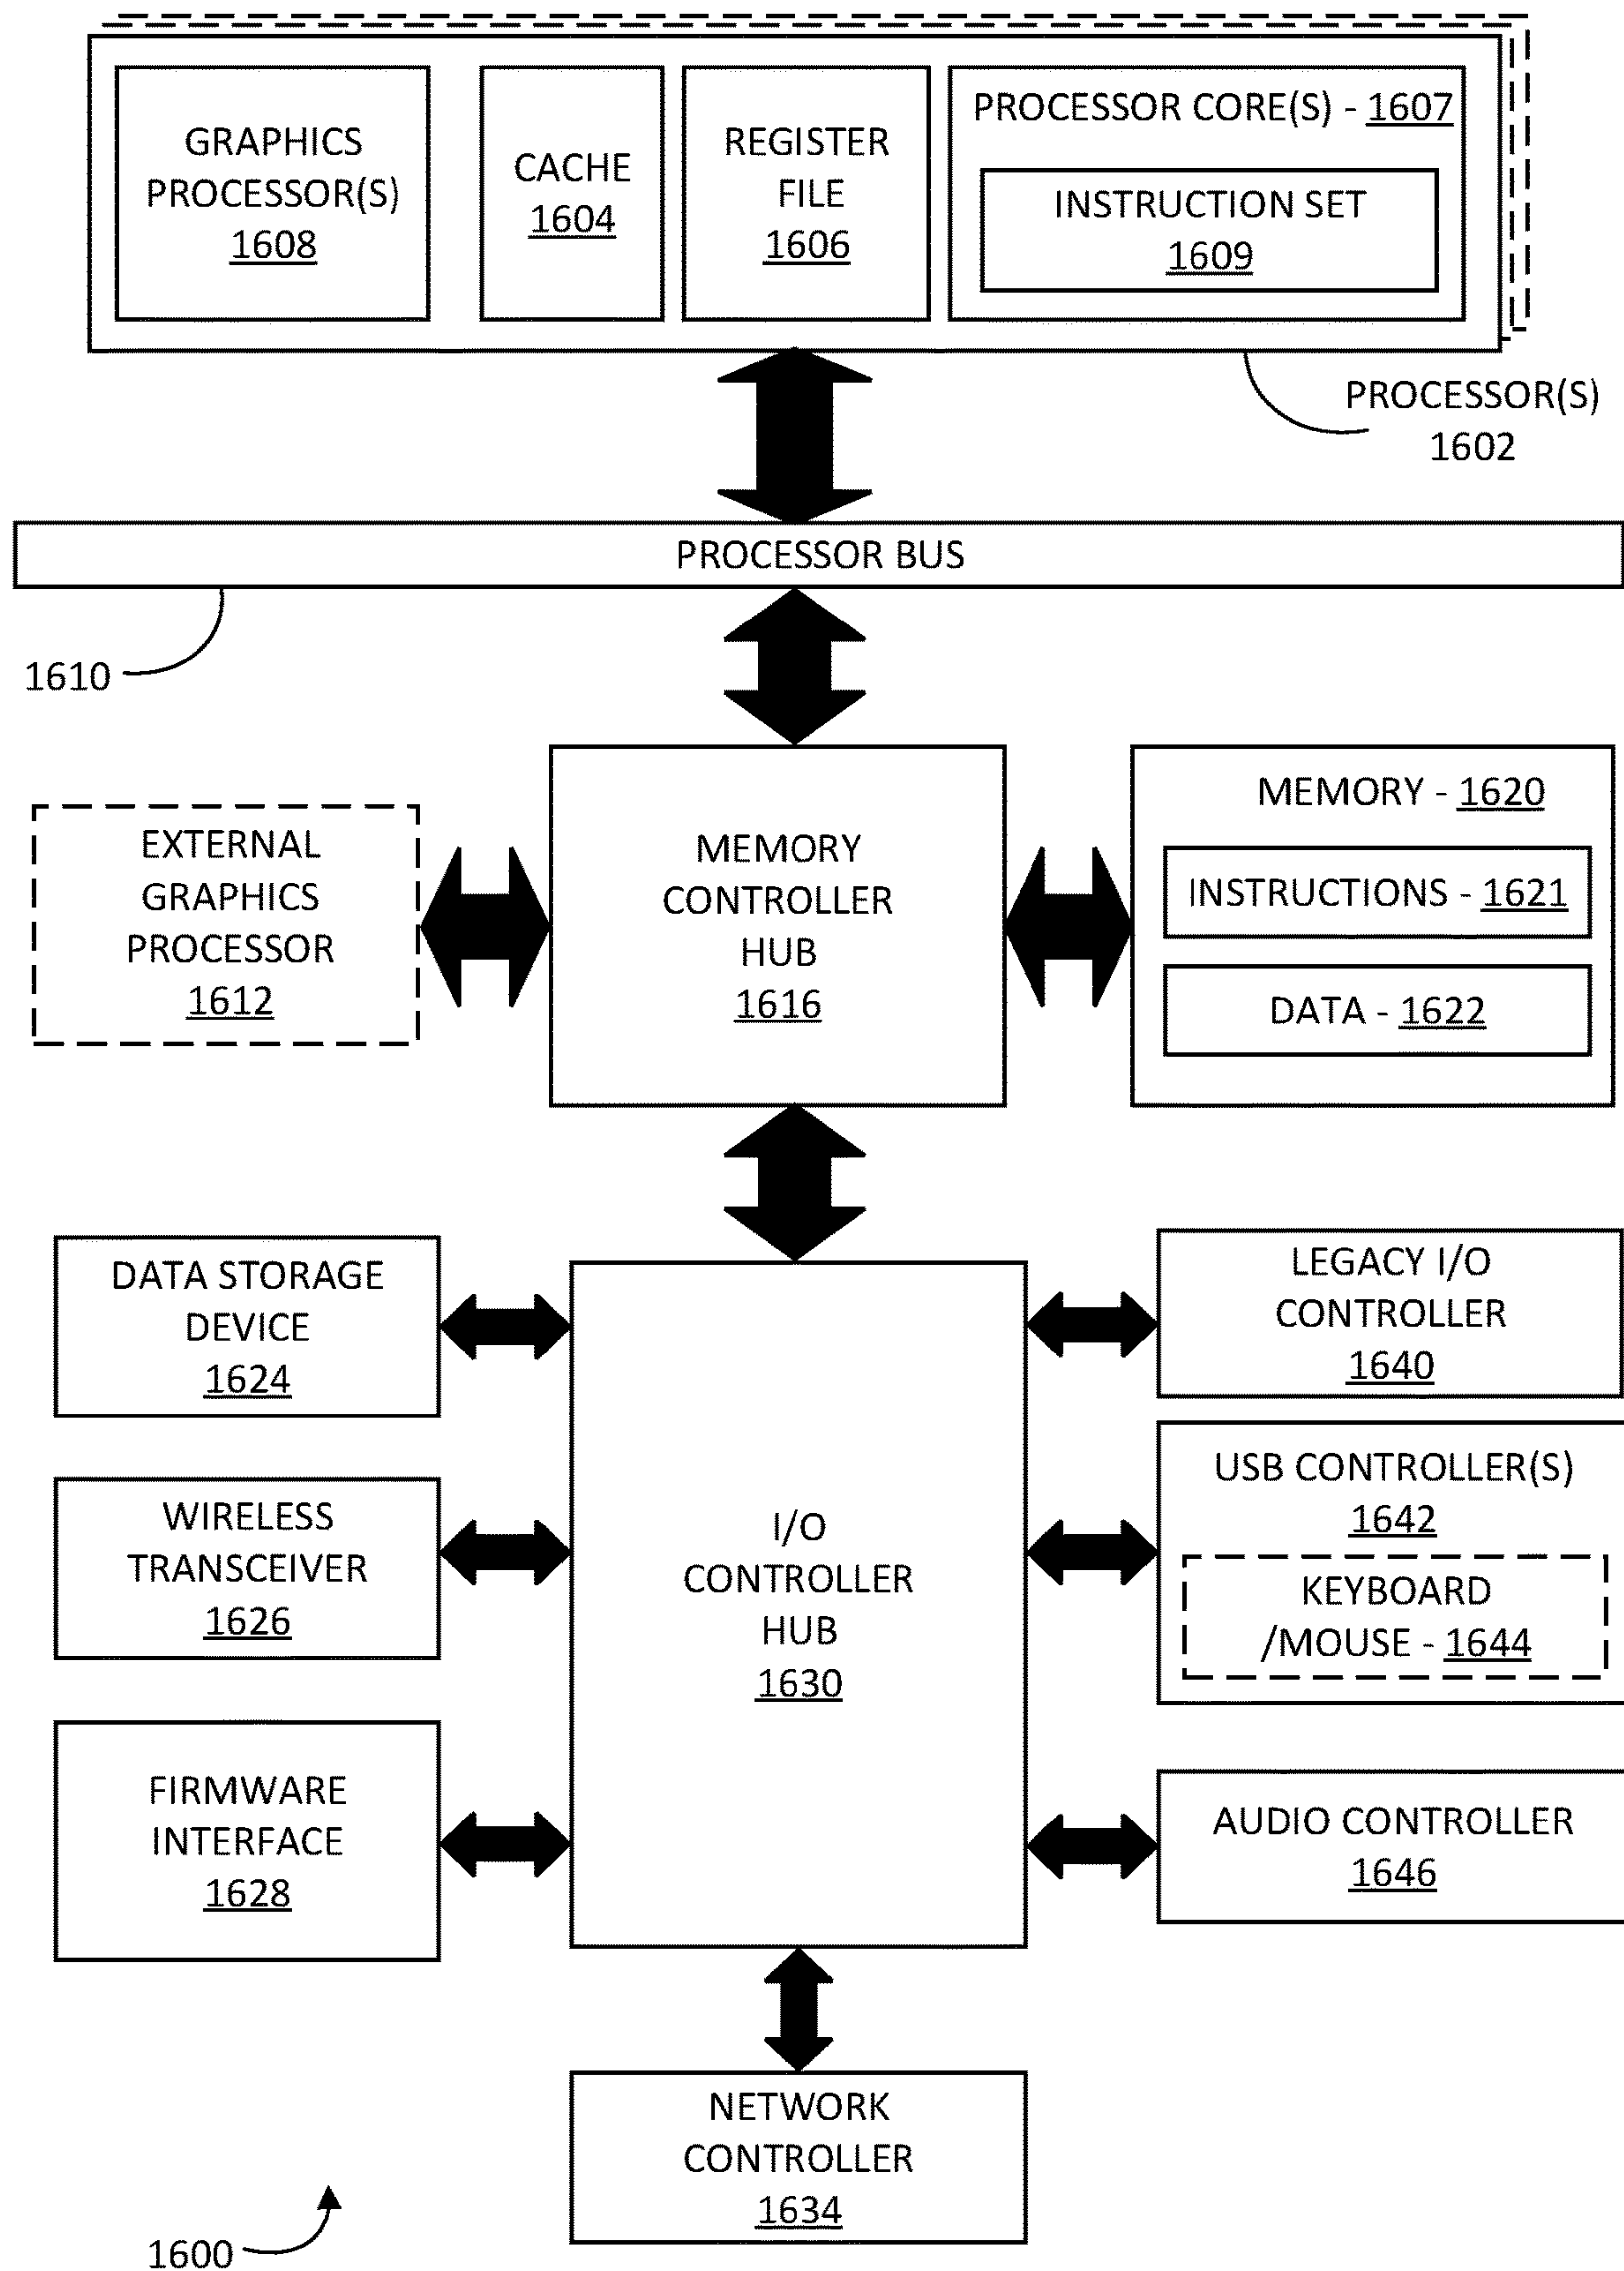 GRAPHICS
PROCESSOR(S)
1608
CACHE
1604
REGISTER
FILE
1606
PROCESSOR CORE(S) - 1607
INSTRUCTION SET
1609
PROCESSOR(S)
1602
PROCESSOR BUS
1610
EXTERNAL
GRAPHICS
PROCESSOR
1612
MEMORY
CONTROLLER
HUB
1616
MEMORY - 1620
INSTRUCTIONS - 1621
DATA - 1622
DATA STORAGE
DEVICE
1624
WIRELESS
TRANSCEIVER
1626
FIRMWARE
INTERFACE
1628
I/O
CONTROLLER
HUB
1630
LEGACY I/O
CONTROLLER
1640
USB CONTROLLER(S)
1642
KEYBOARD
/MOUSE - 1644
AUDIO CONTROLLER
1646
NETWORK
CONTROLLER
1634
1600